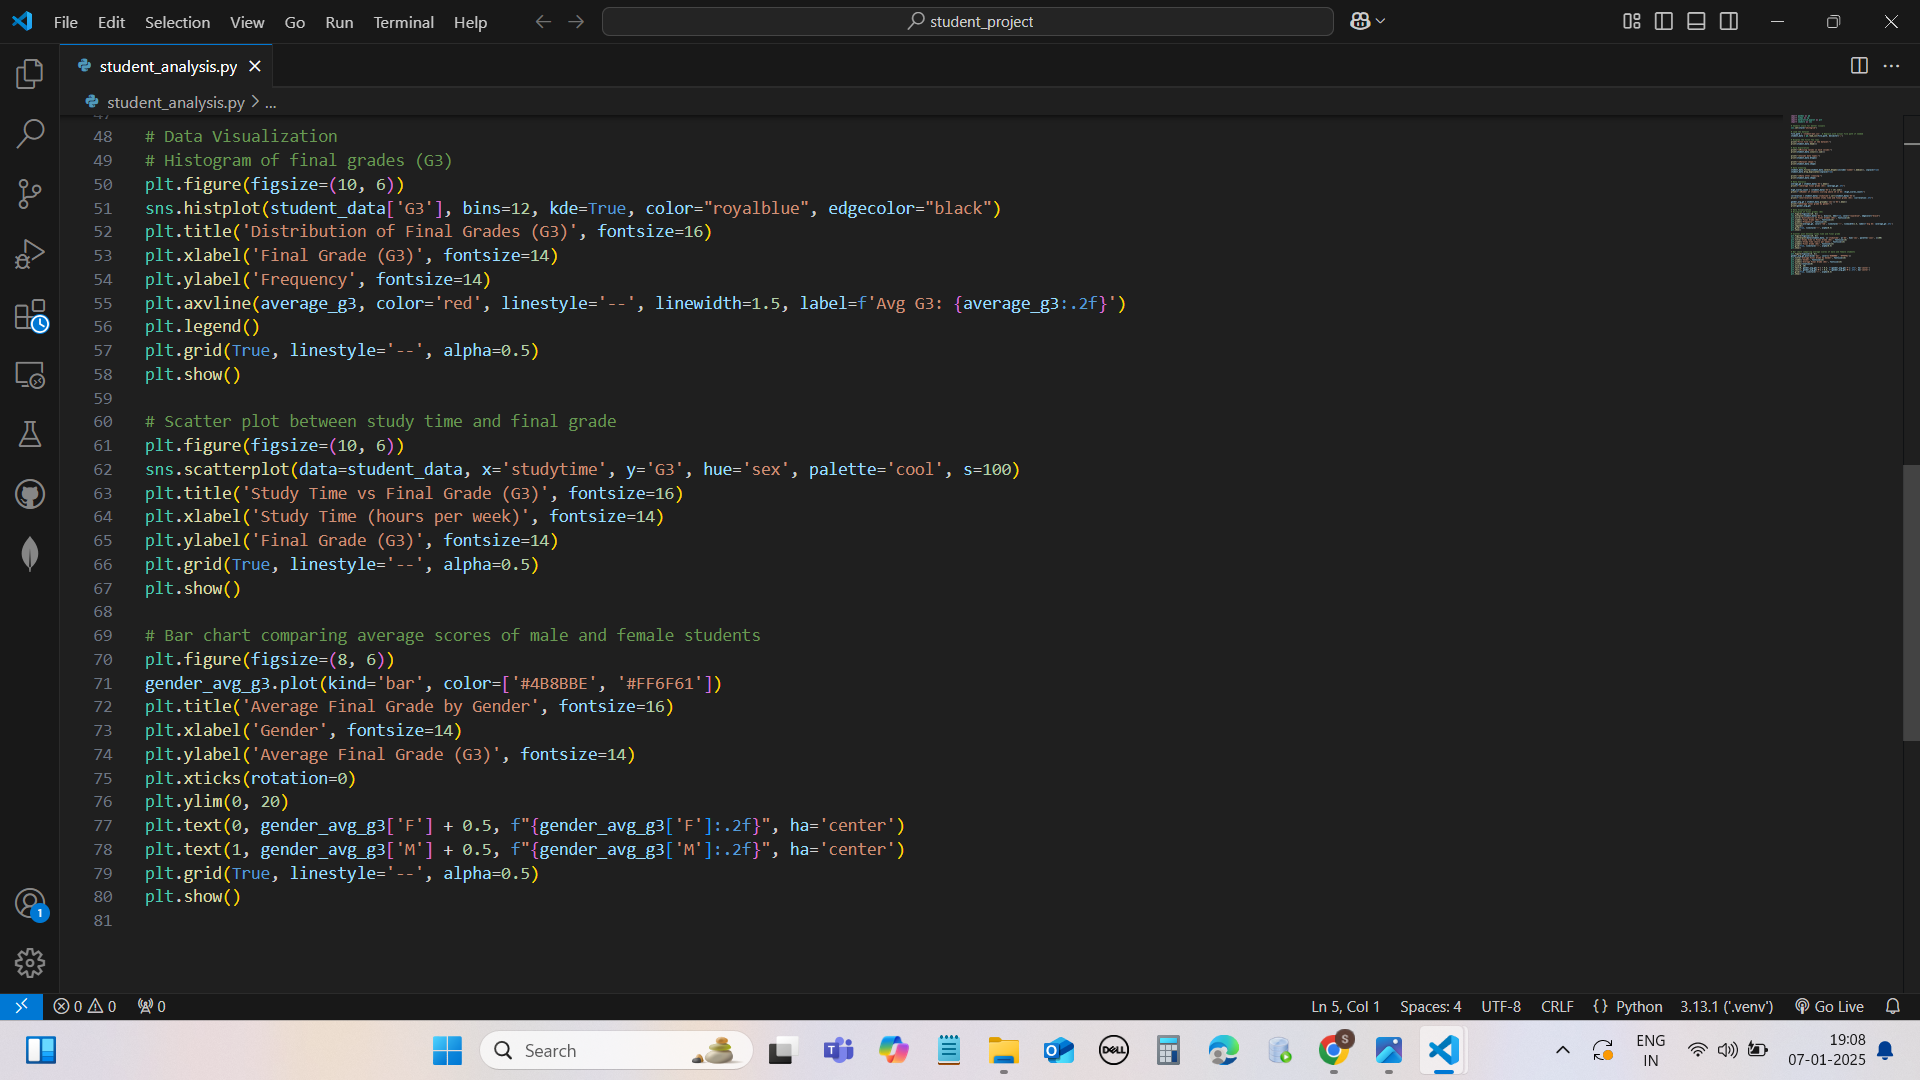 File Edit Selection View Go Run Terminal Help
student_project
student_analysis.py
student_analysis.py > ...
47
48 # Data Visualization
49 # Histogram of final grades (G3)
50 plt.figure(figsize=(10, 6))
51 sns.histplot(student_data['G3'], bins=12, kde=True, color="royalblue", edgecolor="black")
52 plt.title('Distribution of Final Grades (G3)', fontsize=16)
53 plt.xlabel('Final Grade (G3)', fontsize=14)
54 plt.ylabel('Frequency', fontsize=14)
55 plt.axvline(average_g3, color='red', linestyle='--', linewidth=1.5, label=f'Avg G3: {average_g3:.2f}')
56 plt.legend()
57 plt.grid(True, linestyle='--', alpha=0.5)
58 plt.show()
59
60 # Scatter plot between study time and final grade
61 plt.figure(figsize=(10, 6))
62 sns.scatterplot(data=student_data, x='studytime', y='G3', hue='sex', palette='cool', s=100)
63 plt.title('Study Time vs Final Grade (G3)', fontsize=16)
64 plt.xlabel('Study Time (hours per week)', fontsize=14)
65 plt.ylabel('Final Grade (G3)', fontsize=14)
66 plt.grid(True, linestyle='--', alpha=0.5)
67 plt.show()
68
69 # Bar chart comparing average scores of male and female students
70 plt.figure(figsize=(8, 6))
71 gender_avg_g3.plot(kind='bar', color=['#4B8BBE', '#FF6F61'])
72 plt.title('Average Final Grade by Gender', fontsize=16)
73 plt.xlabel('Gender', fontsize=14)
74 plt.ylabel('Average Final Grade (G3)', fontsize=14)
75 plt.xticks(rotation=0)
76 plt.ylim(0, 20)
77 plt.text(0, gender_avg_g3['F'] + 0.5, f"{gender_avg_g3['F']:.2f}", ha='center')
78 plt.text(1, gender_avg_g3['M'] + 0.5, f"{gender_avg_g3['M']:.2f}", ha='center')
79 plt.grid(True, linestyle='--', alpha=0.5)
80 plt.show()
81
1
0 0 0 Ln 5, Col 1 Spaces: 4 UTF-8 CRLF {} Python 3.13.1 ('.venv') Go Live
Search
DELL
S
ENG
IN
19:08
07-01-2025